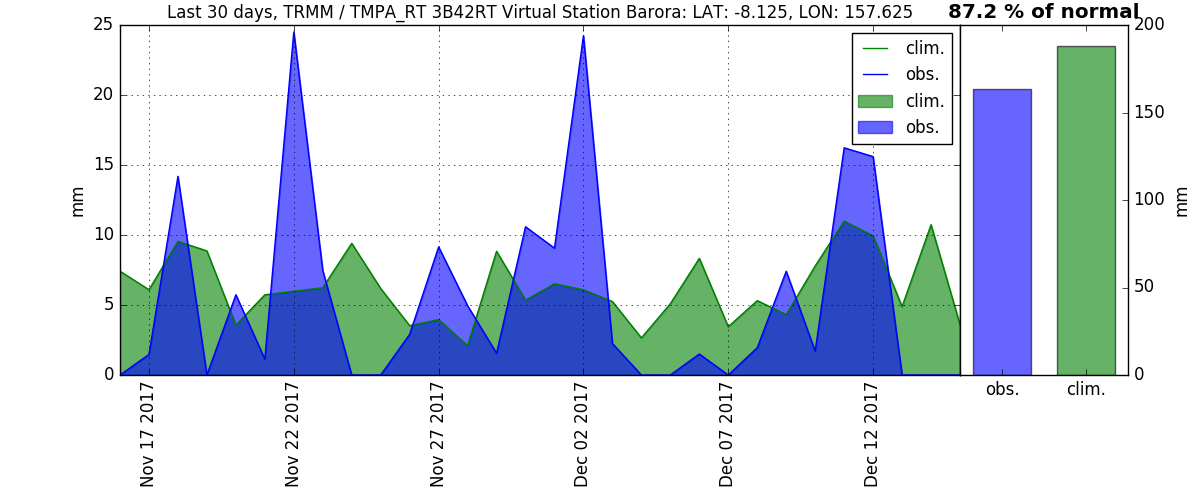 Last 30 days, TRMM / TMPA_RT 3B42RT Virtual Station Barora: LAT: -8.125, LON: 157.625
87.2 % of normal
25
20
15
10
5
0
mm
clim.
obs.
clim.
obs.
200
150
100
50
0
mm
Nov 17 2017
Nov 22 2017
Nov 27 2017
Dec 02 2017
Dec 07 2017
Dec 12 2017
obs.
clim.